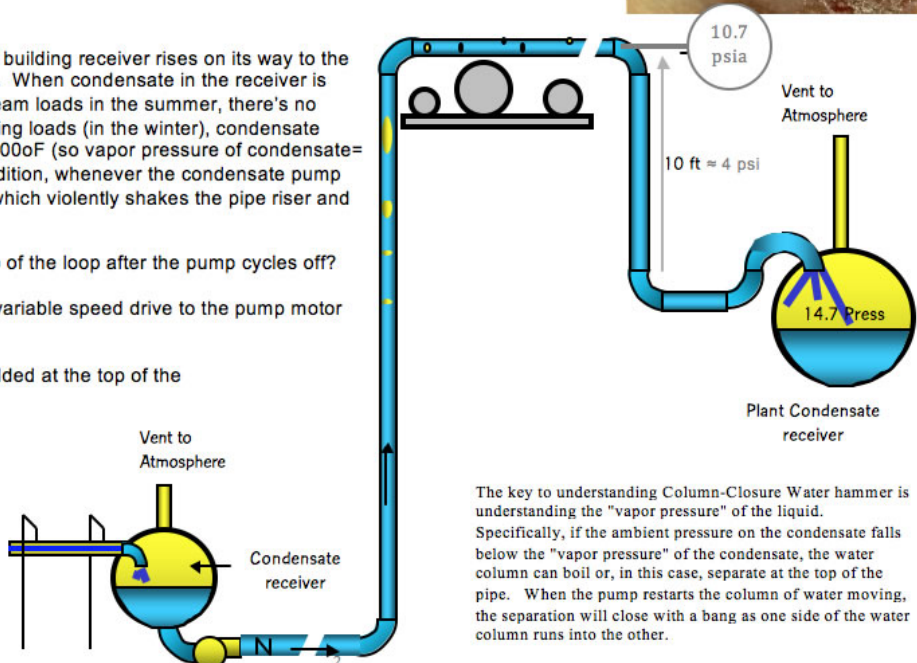 building receiver rises on its way to the
When condensate in the receiver is
eam loads in the summer, there's no
ing loads (in the winter), condensate
00oF (so vapor pressure of condensate=
dition, whenever the condensate pump
which violently shakes the pipe riser and
of the loop after the pump cycles off?
variable speed drive to the pump motor
lded at the top of the
10.7
psia
Vent to
Atmosphere
10 ft ≈ 4 psi
14.7 Press
Plant Condensate
receiver
Vent to
Atmosphere
Condensate
receiver
N
The key to understanding Column-Closure Water hammer is
understanding the "vapor pressure" of the liquid.
Specifically, if the ambient pressure on the condensate falls
below the "vapor pressure" of the condensate, the water
column can boil or, in this case, separate at the top of the
pipe. When the pump restarts the column of water moving,
the separation will close with a bang as one side of the water
column runs into the other.